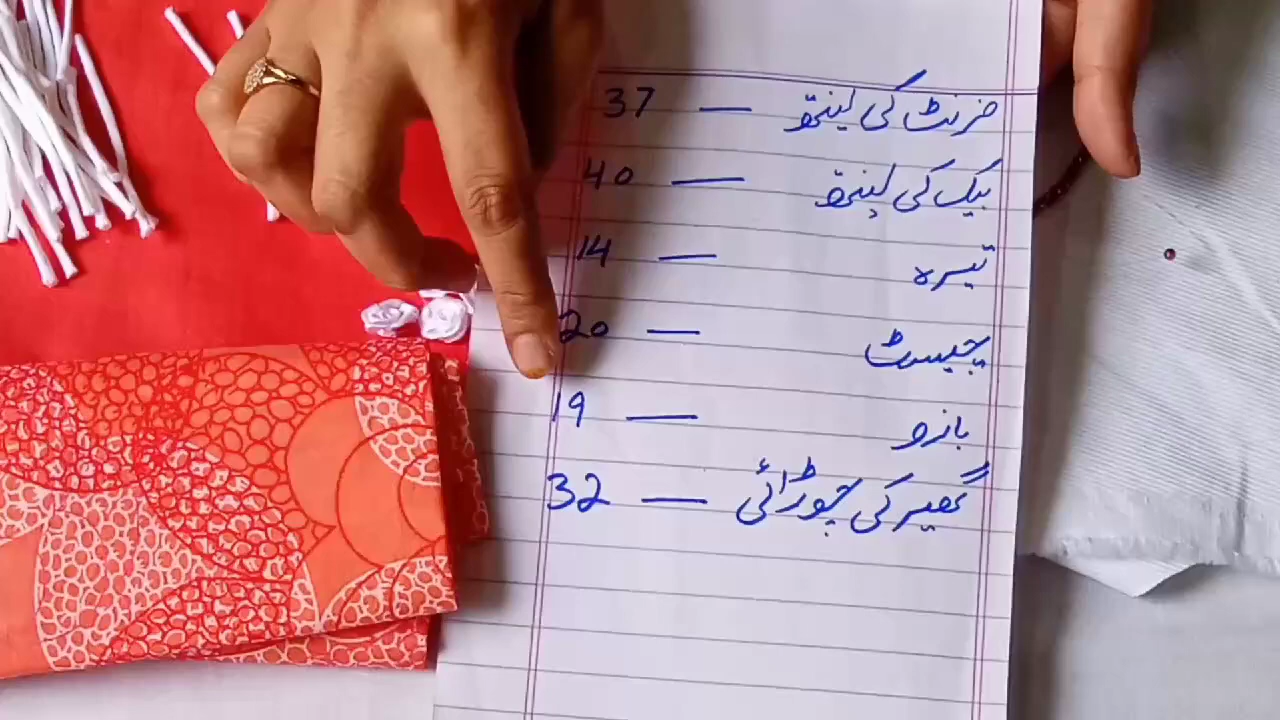 فرنٹ کی لینتھ — 37
بیک کی لینتھ — 40
تیرہ — 14
چیسٹ — 20
بازو — 19
گھیر کی چوڑائی — 32